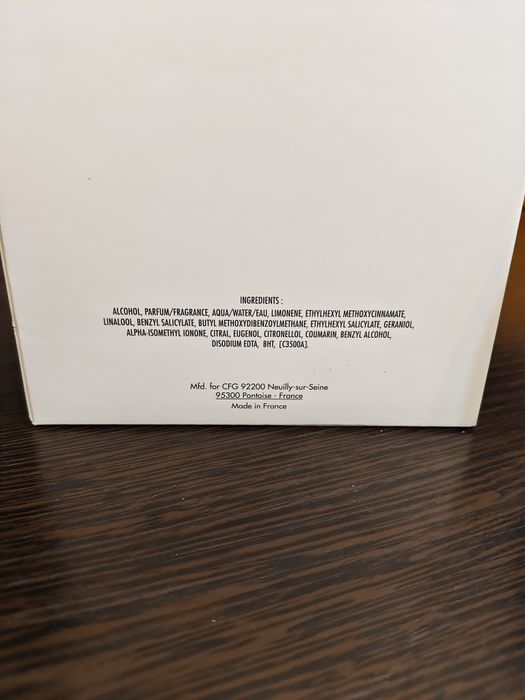 INGREDIENTS :
ALCOHOL, PARFUM/FRAGRANCE, AQUA/WATER/EAU, LIMONENE, ETHYLHEXYL METHOXYCINNAMATE,
LINALOOL, BENZYL SALICYLATE, BUTYL METHOXYDIBENZOYLMETHANE, ETHYLHEXYL SALICYLATE, GERANIOL,
ALPHA-ISOMETHYL IONONE, CITRAL, EUGENOL, CITRONELLOL, COUMARIN, BENZYL ALCOHOL,
DISODIUM EDTA, BHT, [C3500A].
Mfd. for CFG 92200 Neuilly-sur-Seine
95300 Pontoise - France
Made in France